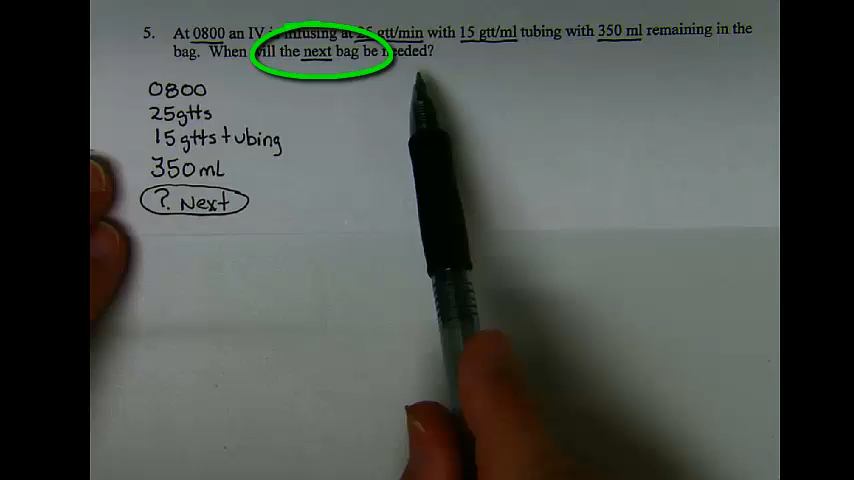 5. At 0800 an IV is infusing at 25 gtt/min with 15 gtt/ml tubing with 350 ml remaining in the
bag. When will the next bag be needed?
0800
25gtts
15gtts tubing
350mL
?. Next